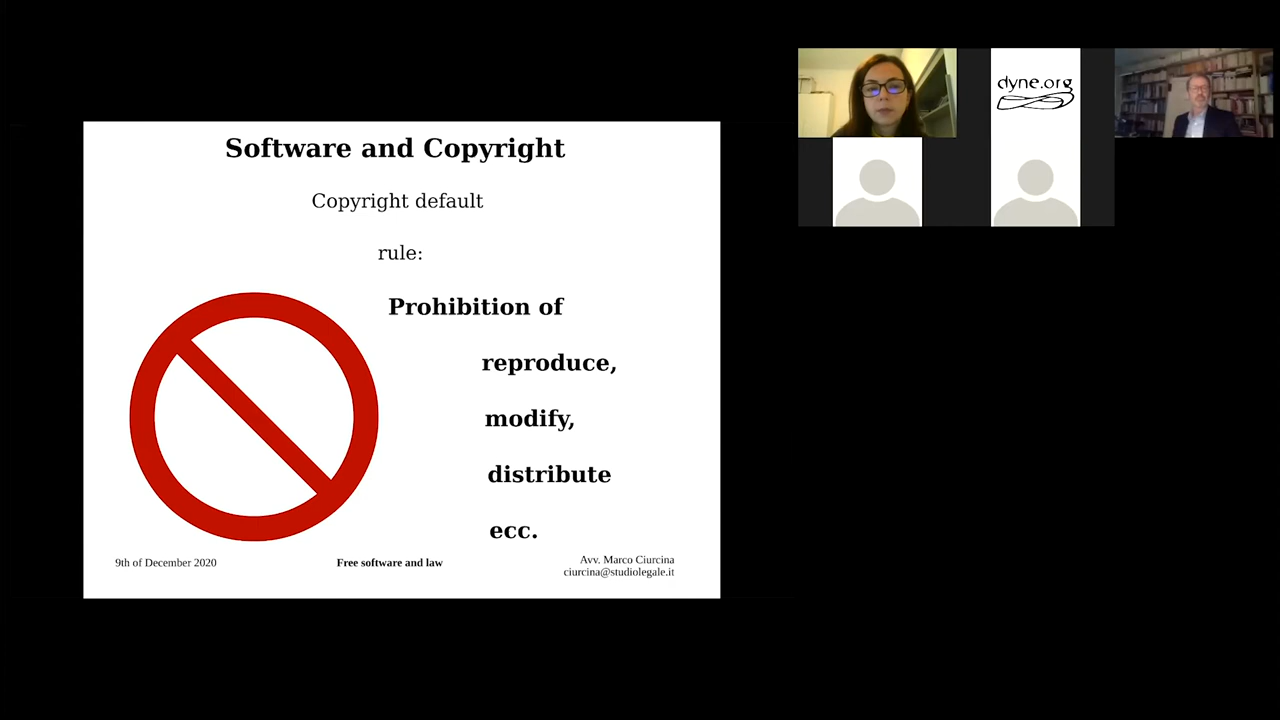 Software and Copyright
Copyright default
rule:
Prohibition of
reproduce,
modify,
distribute
ecc.
9th of December 2020
Free software and law
Avv. Marco Ciurcina
ciurcina@studiolegale.it
dyne.org